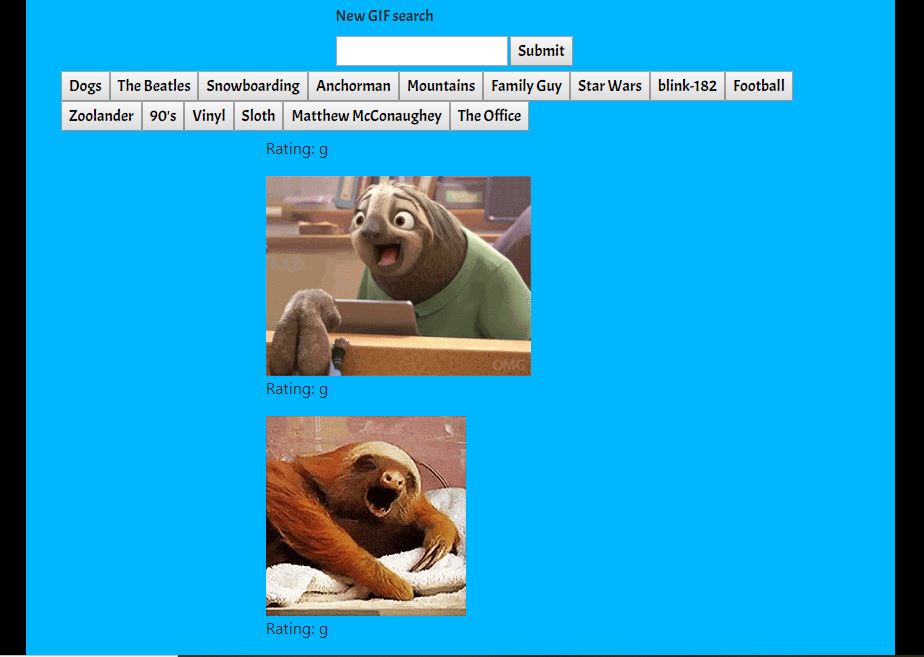 New GIF search
Submit
Dogs The Beatles Snowboarding Anchorman Mountains Family Guy Star Wars blink-182 Football
Zoolander 90's Vinyl Sloth Matthew McConaughey The Office
Rating: g
OMG
Rating: g
Rating: g